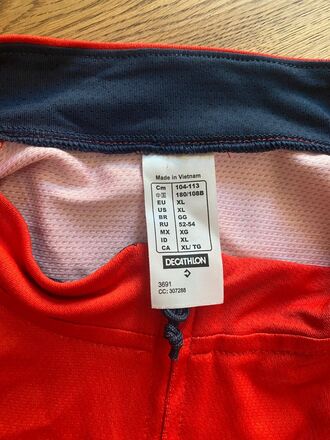 Made in Vietnam
Cm 104-113
中国 180/108B
EU XL
US XL
BR GG
RU 52-54
MX XG
ID XL
CA XL/TG
DECATHLON
3691
CC: 307288